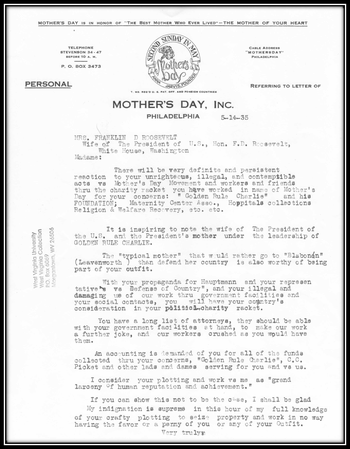 MOTHER'S DAY IS IN HONOR OF "THE BEST MOTHER WHO EVER LIVED"—THE MOTHER OF YOUR HEART
TELEPHONE
STEVENSON 34-47
BEFORE 10 A.M.
P. O. BOX 3473
SECOND SUNDAY IN MAY
Mother's
Day
CABLE ADDRESS
"MOTHERSDAY"
PHILADELPHIA
PERSONAL
REFERRING TO LETTER OF
MOTHER'S DAY, INC.
PHILADELPHIA
5-14-35
MRS. FRANKLIN D ROOSEVELT
Wife of The President of U.S., Hon. F.D. Roosevelt,
White House, Washington
Madame:
There will be very definite and persistent
reaction to your unrighteous, illegal, and contemptible
acts vs Mother's Day Movement and workers and friends
thru the charity racket you have worked in name of Mother's
Day for your concerns: " Golden Rule Charlie" and his
FOUNDATION; Maternity Center Asso., Hospitals collections
Religion & Welfare Recovery, etc. etc.
It is inspiring to note the wife of The President of
the U.S. and the President's mother under the leadership of
GOLDEN RULE CHARLIE.
The "typical mother" that would rather go to
(Leavenworth ) than defend her country is also worthy of being
part of your outfit.
With your propaganda for Hauptmann and your
vs Defense of Country", and your illegal and
damaging us of our work thru government facilities and
your social contacts, you will have your country's
consideration in your political-charity racket.
You have a long list of attorneys, they should be able
with your government facilities at hand, to make our work
a further joke, and our workers crushed as you would have
them.
An accounting is demanded of you for all of the funds
collected thru your concerns, "Golden Rule Charlie", C.C.
Picket and other lads and dames serving for you and vs us.
I consider your plotting and work vs me as "grand
larceny of human reputation and achievement."
If you can show this not to be the case, I shall be glad
My indignation is supreme in this hour of my full knowledge
of your crafty plotting to seize property and work in no way
having the favor or a penny of you or any of your Outfit.
Very truly
West Virginia University